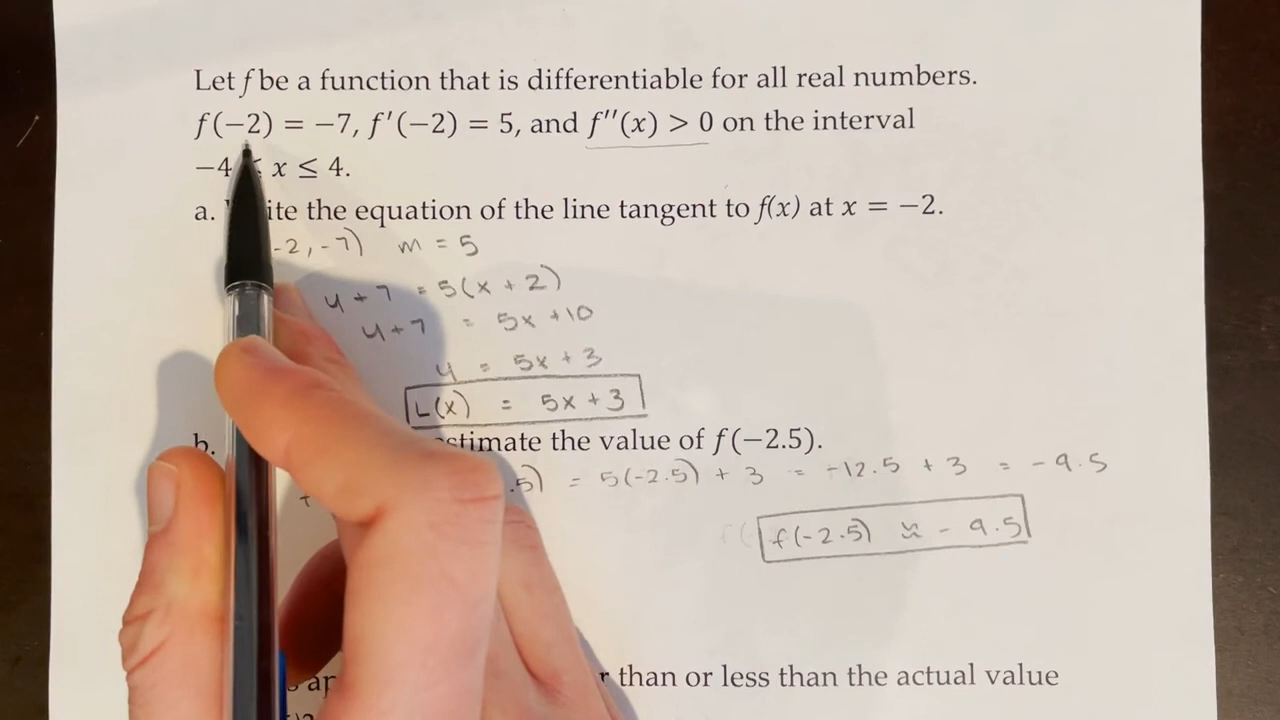 Let f be a function that is differentiable for all real numbers.
f(−2) = −7, f′(−2) = 5, and f″(x) > 0 on the interval
−4 x ≤ 4.
a. the equation of the line tangent to f(x) at x = −2.
-2, -7) m = 5
y + 7 = 5(x + 2)
y + 7 = 5x + 10
y = 5x + 3
L(x) = 5x + 3
b. estimate the value of f(−2.5).
.5) = 5(-2.5) + 3 = -12.5 + 3 = -9.5
f(-2.5) ≈ -9.5
than or less than the actual value